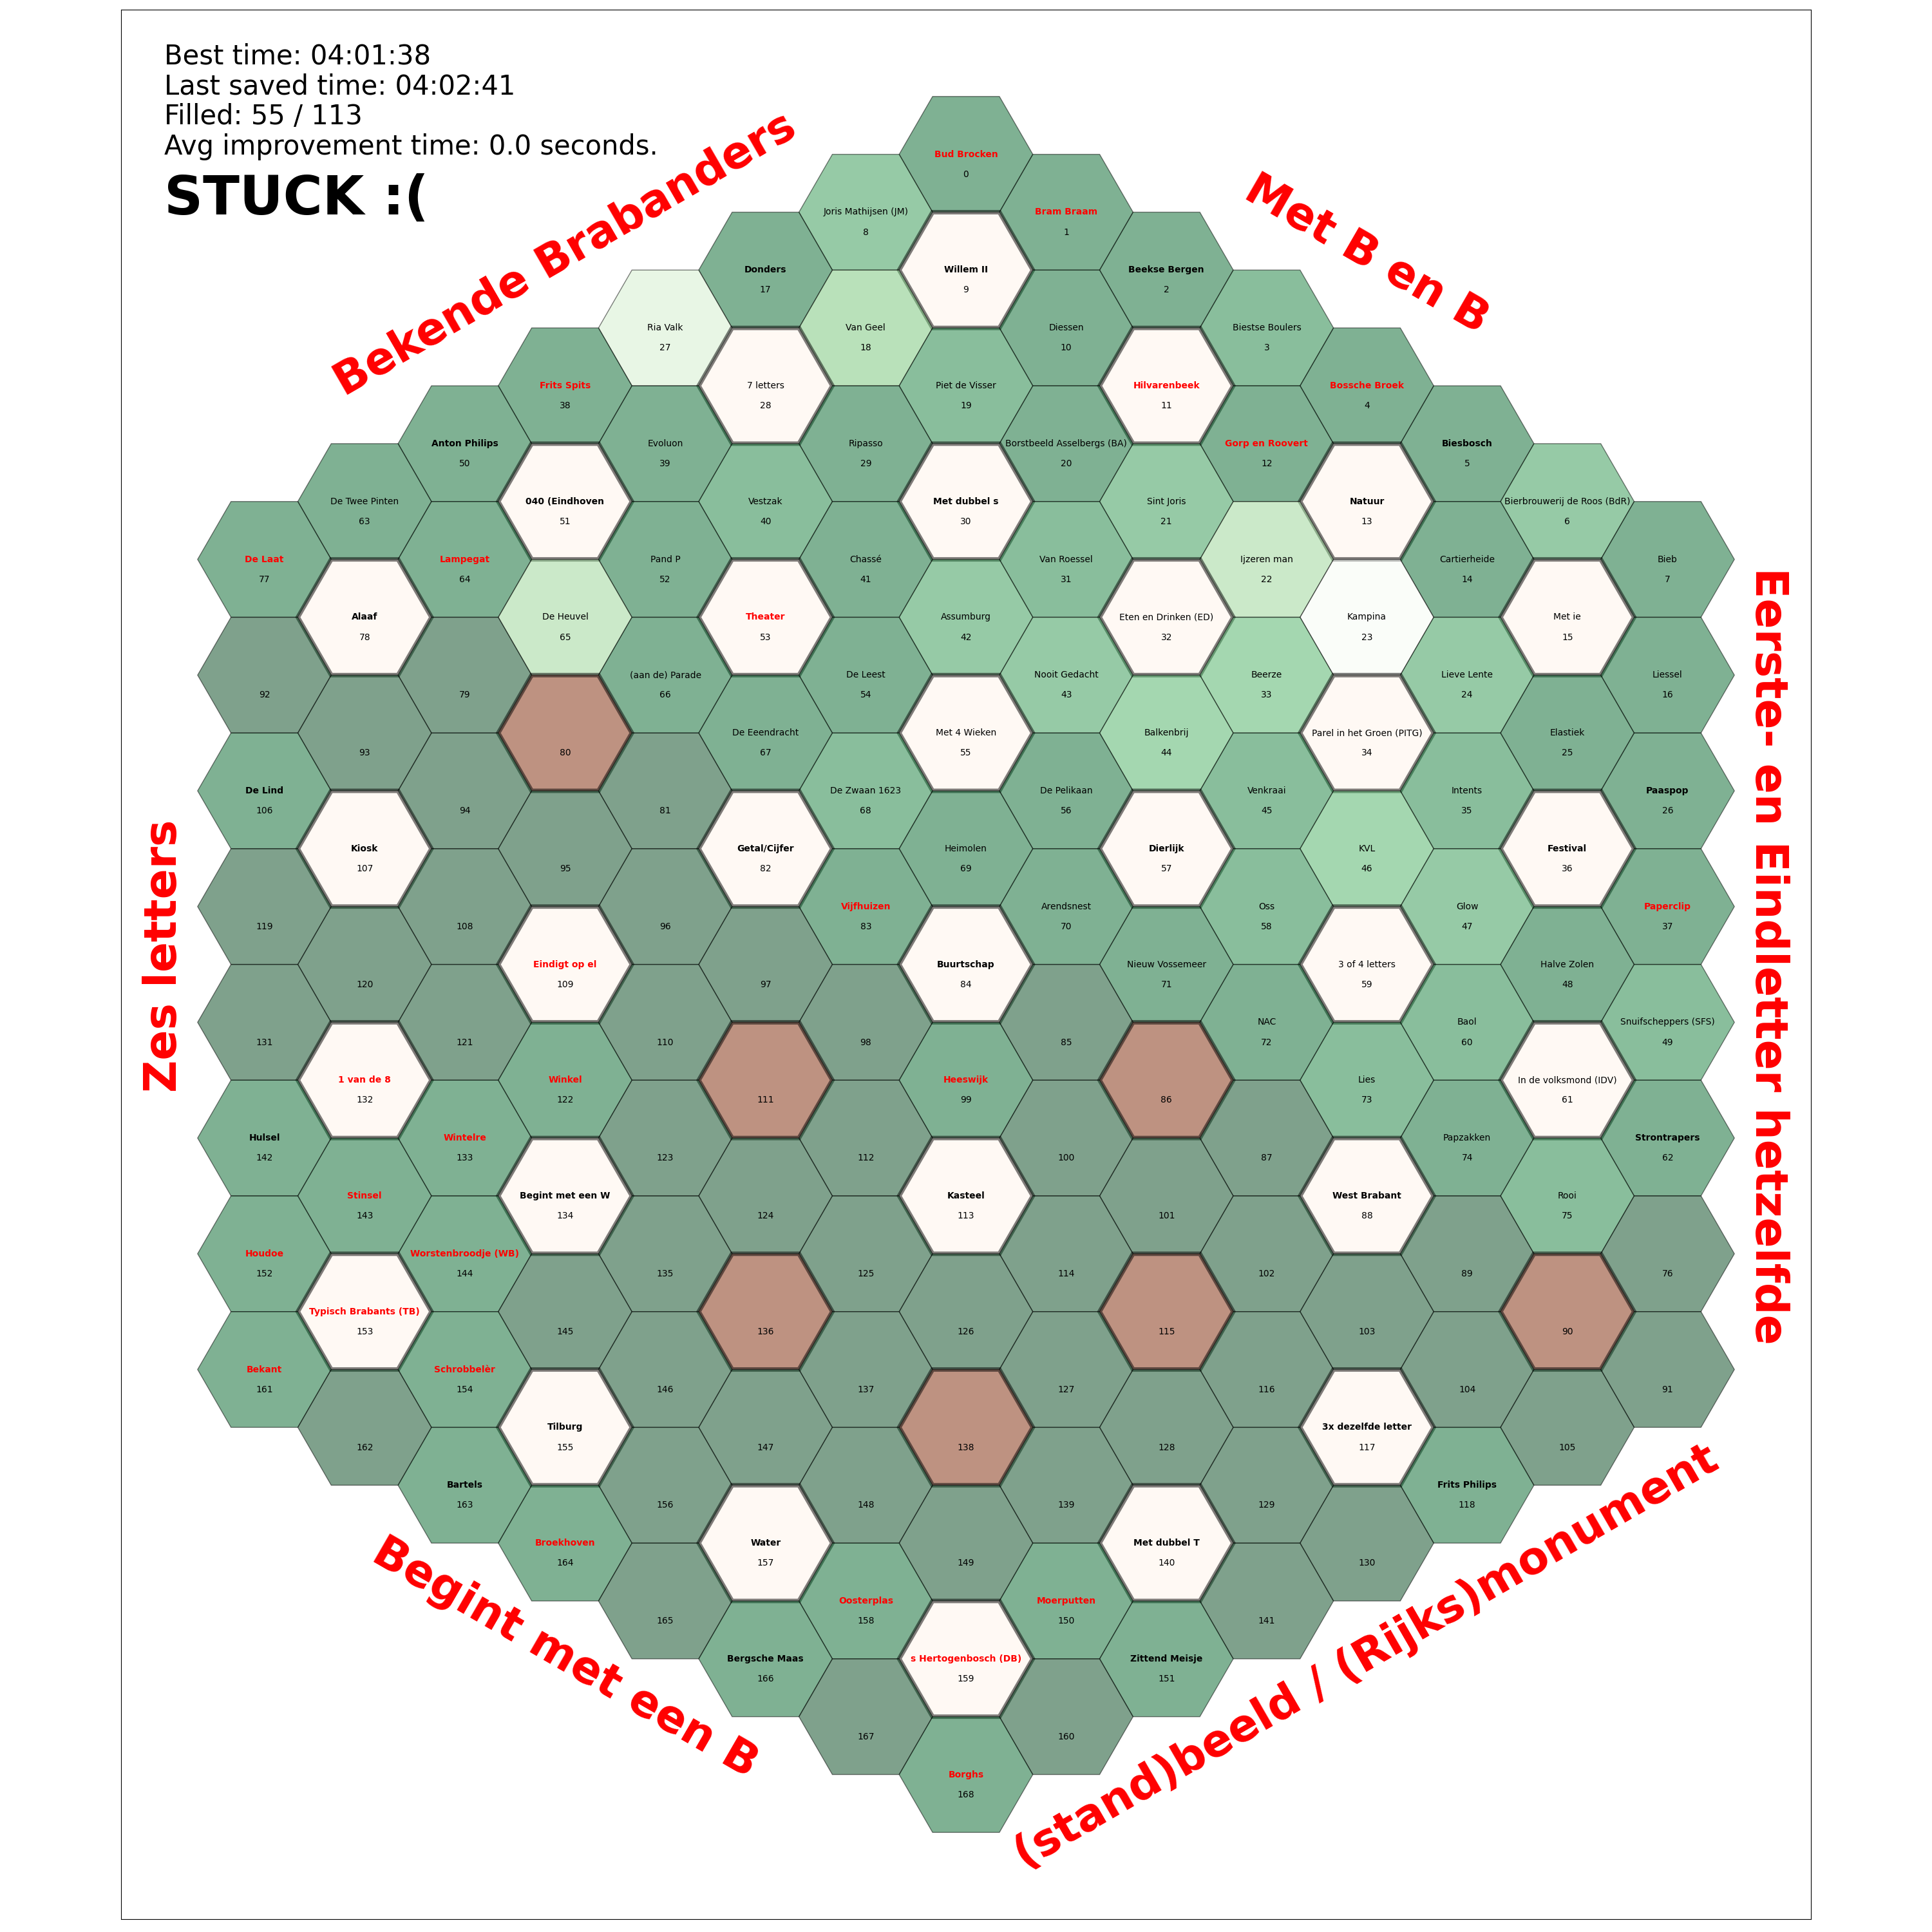 Best time: 04:01:38
Last saved time: 04:02:41
Filled: 55 / 113
Avg improvement time: 0.0 seconds.
STUCK :(
Bekende Brabanders
Met B en B
Eerste- en Eindletter hetzelfde
Zes letters
Begint met een B
(stand)beeld / (Rijks)monument
Bud Brocken
0
Bram Braam
1
Beekse Bergen
2
Biestse Boulers
3
Bossche Broek
4
Biesbosch
5
Bierbrouwerij de Roos (BdR)
6
Bieb
7
Joris Mathijsen (JM)
8
Willem II
9
Diessen
10
Hilvarenbeek
11
Gorp en Roovert
12
Natuur
13
Cartierheide
14
Met ie
15
Liessel
16
Donders
17
Van Geel
18
Piet de Visser
19
Borstbeeld Asselbergs (BA)
20
Sint Joris
21
Ijzeren man
22
Kampina
23
Lieve Lente
24
Elastiek
25
Paaspop
26
Ria Valk
27
7 letters
28
Ripasso
29
Met dubbel s
30
Van Roessel
31
Eten en Drinken (ED)
32
Beerze
33
Parel in het Groen (PITG)
34
Intents
35
Festival
36
Paperclip
37
Frits Spits
38
Evoluon
39
Vestzak
40
Chassé
41
Assumburg
42
Nooit Gedacht
43
Balkenbrij
44
Venkraai
45
KVL
46
Glow
47
Halve Zolen
48
Snuifscheppers (SFS)
49
Anton Philips
50
040 (Eindhoven
51
Pand P
52
Theater
53
De Leest
54
Met 4 Wieken
55
De Pelikaan
56
Dierlijk
57
Oss
58
3 of 4 letters
59
Baol
60
In de volksmond (IDV)
61
Strontrapers
62
De Twee Pinten
63
Lampegat
64
De Heuvel
65
(aan de) Parade
66
De Eeendracht
67
De Zwaan 1623
68
Heimolen
69
Arendsnest
70
Nieuw Vossemeer
71
NAC
72
Lies
73
Papzakken
74
Rooi
75
76
De Laat
77
Alaaf
78
79
80
81
Getal/Cijfer
82
Vijfhuizen
83
Buurtschap
84
85
86
87
West Brabant
88
89
90
91
92
93
94
95
96
97
98
Heeswijk
99
100
101
102
103
104
105
De Lind
106
Kiosk
107
108
Eindigt op el
109
110
111
112
Kasteel
113
114
115
116
3x dezelfde letter
117
Frits Philips
118
119
120
121
Winkel
122
123
124
125
126
127
128
129
130
131
1 van de 8
132
Wintelre
133
Begint met een W
134
135
136
137
138
139
Met dubbel T
140
141
Hulsel
142
Stinsel
143
Worstenbroodje (WB)
144
145
146
147
148
149
Moerputten
150
Zittend Meisje
151
Houdoe
152
Typisch Brabants (TB)
153
Schrobbelèr
154
Tilburg
155
156
Water
157
Oosterplas
158
s Hertogenbosch (DB)
159
160
Bekant
161
162
Bartels
163
Broekhoven
164
165
Bergsche Maas
166
167
Borghs
168